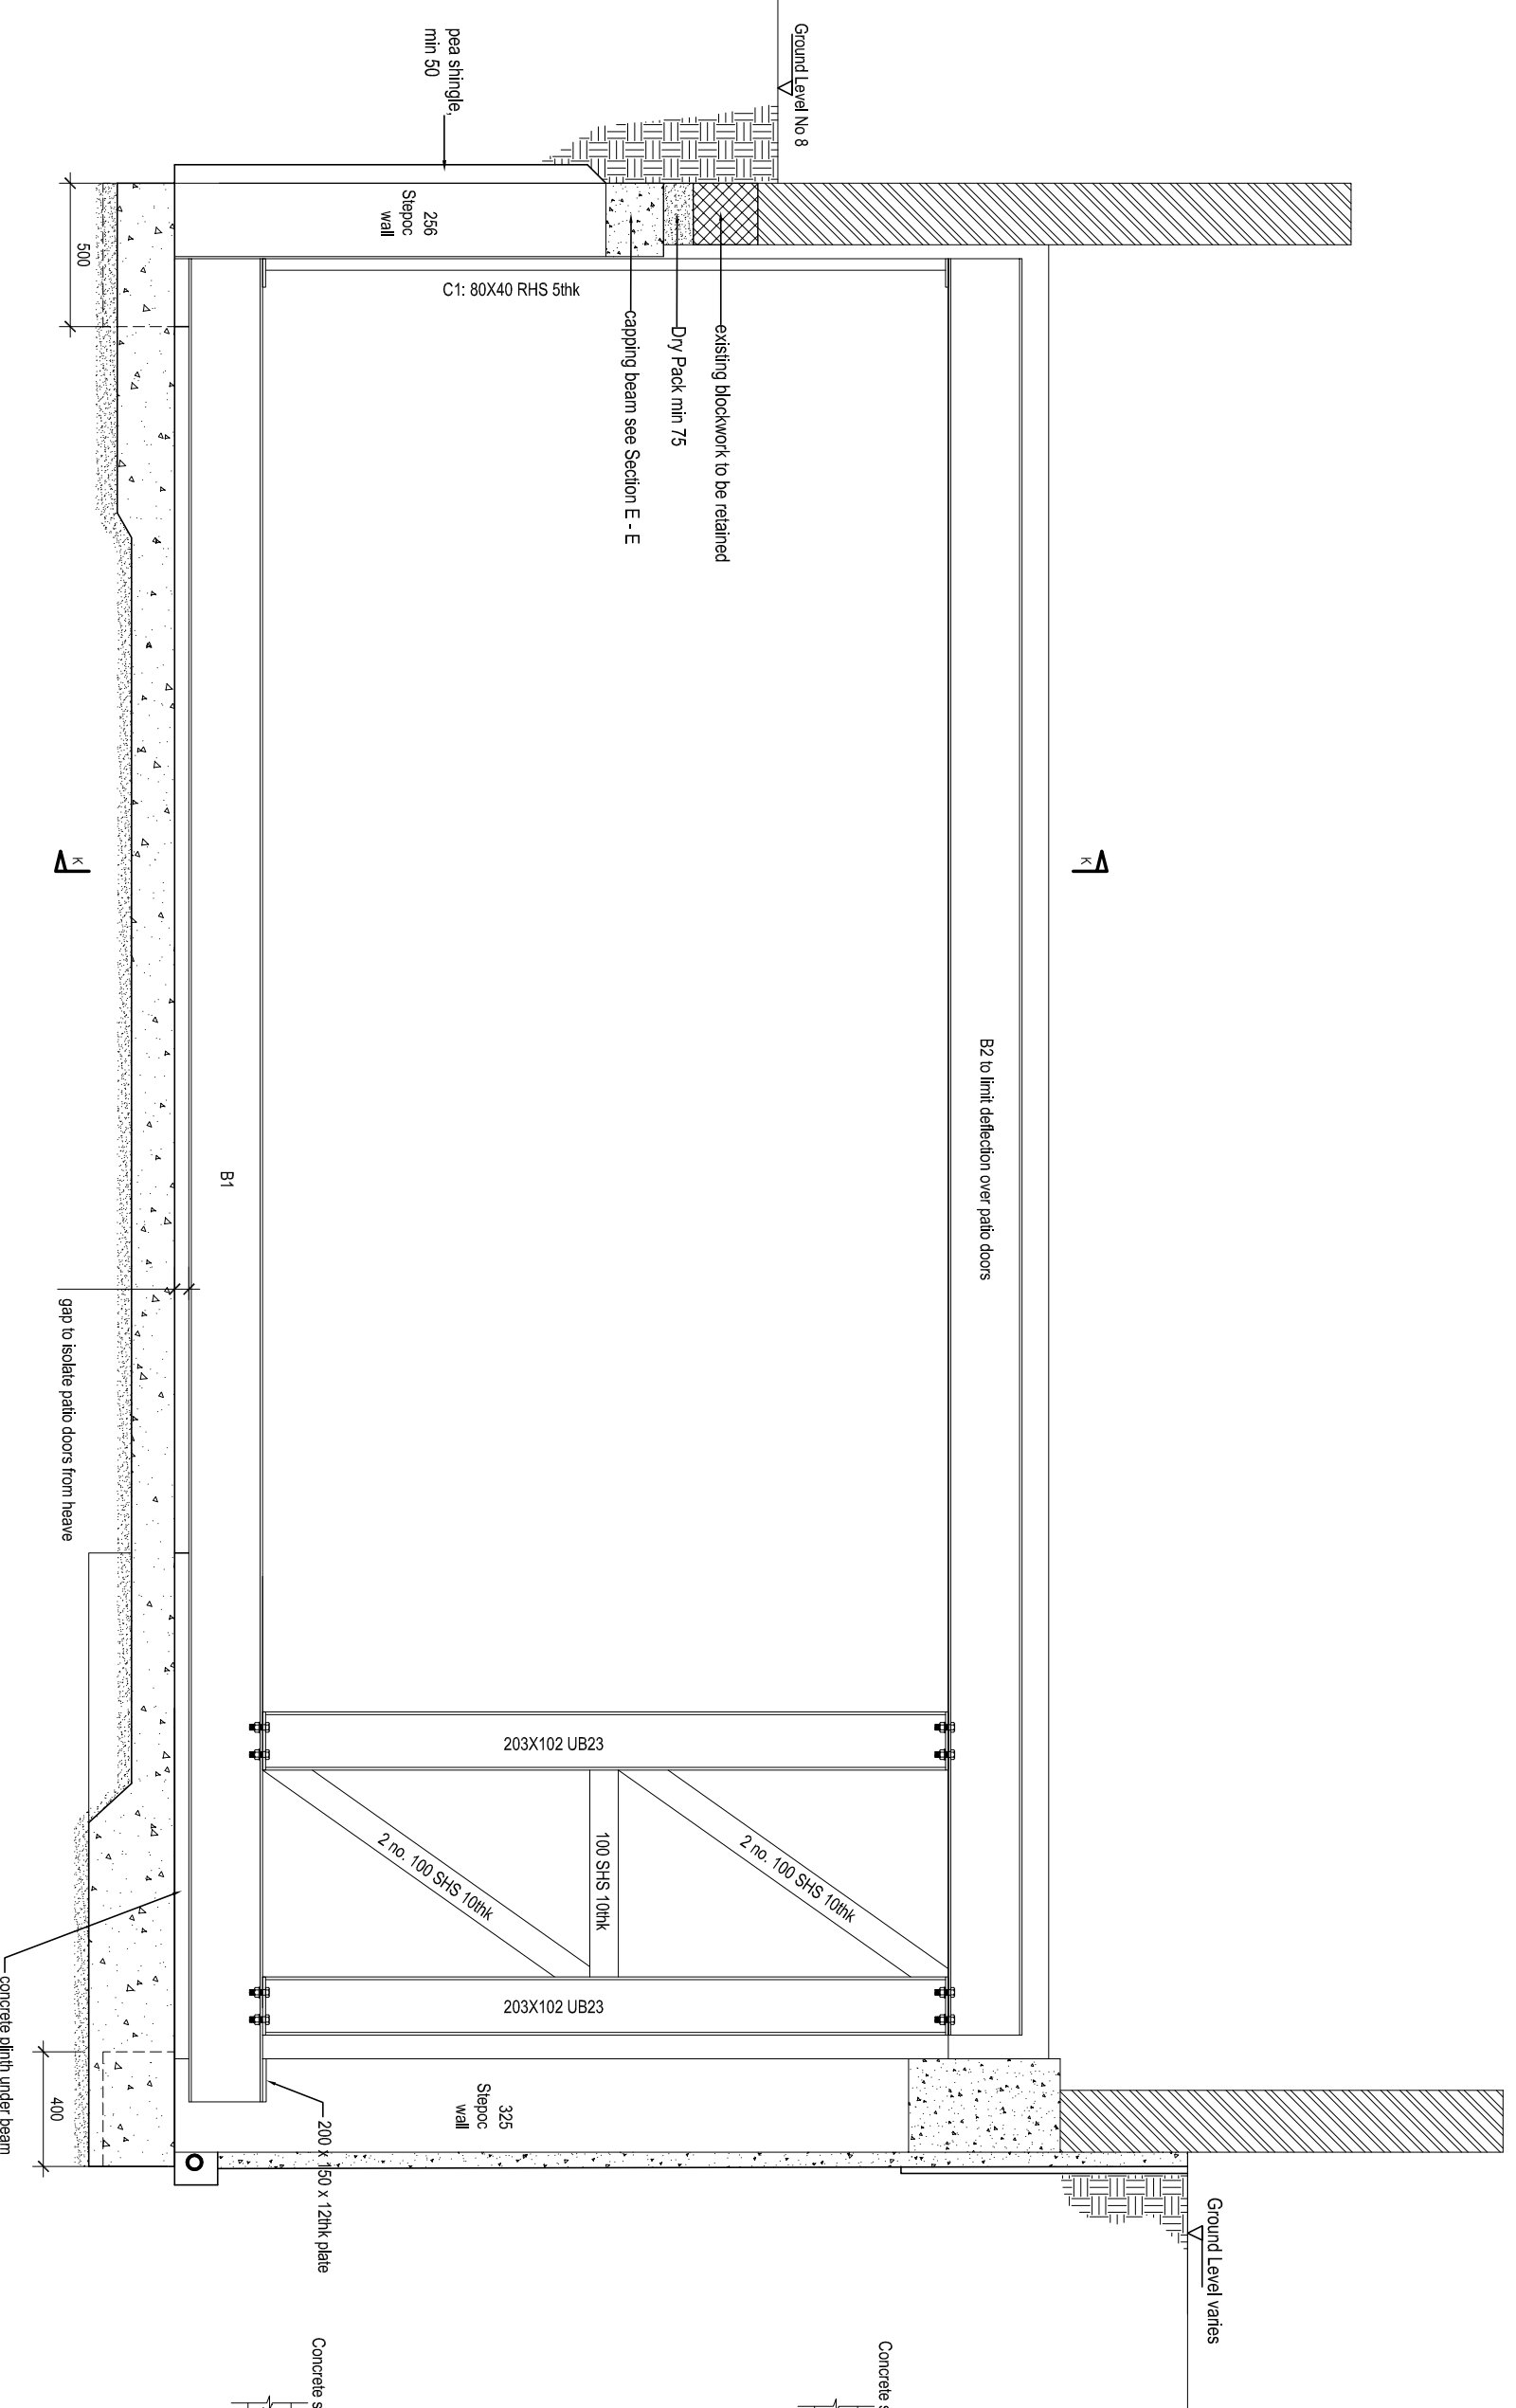 Ground Level No 8
pea shingle,
min 50
256
Stepoc
wall
500
C1: 80X40 RHS 5thk
existing blockwork to be retained
Dry Pack min 75
capping beam see Section E - E
K
K
B2 to limit deflection over patio doors
B1
gap to isolate patio doors from heave
203X102 UB23
2 no. 100 SHS 10thk
100 SHS 10thk
2 no. 100 SHS 10thk
203X102 UB23
concrete plinth under beam
400
325
Stepoc
wall
200 x 150 x 12thk plate
Ground Level varies
Concrete s
Concrete s